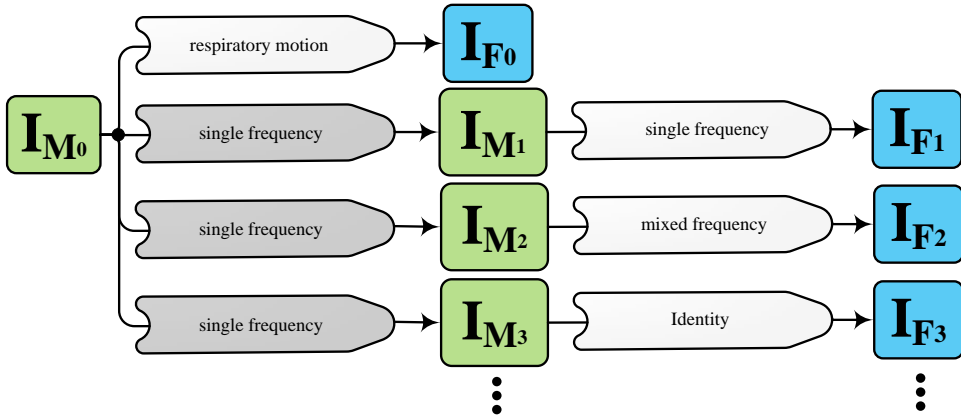 respiratory motion
I_F0
I_M0
single frequency
I_M1
single frequency
I_F1
single frequency
I_M2
mixed frequency
I_F2
single frequency
I_M3
Identity
I_F3